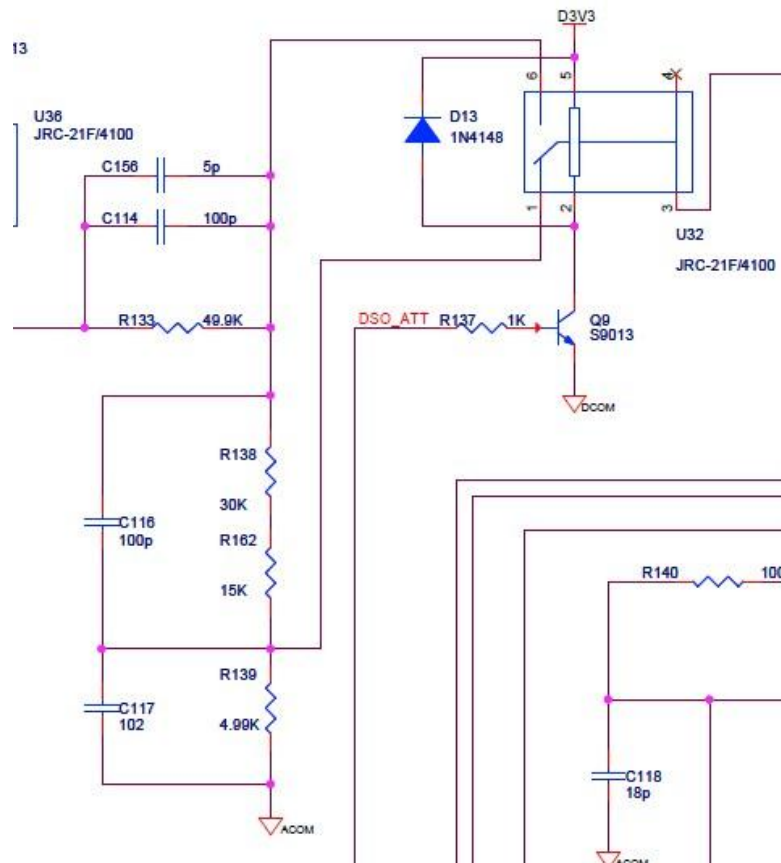 D3V3
13
U36
JRC-21F/4100
6
5
4
D13
1N4148
C156
5p
C114
100p
1
2
3
U32
JRC-21F/4100
R133
49.9K
DSO_ATT
R137
1K
Q9
S9013
DCOM
R138
30K
C116
100p
R162
15K
R140
100
R139
C117
102
4.99K
C118
18p
ACOM
ACOM